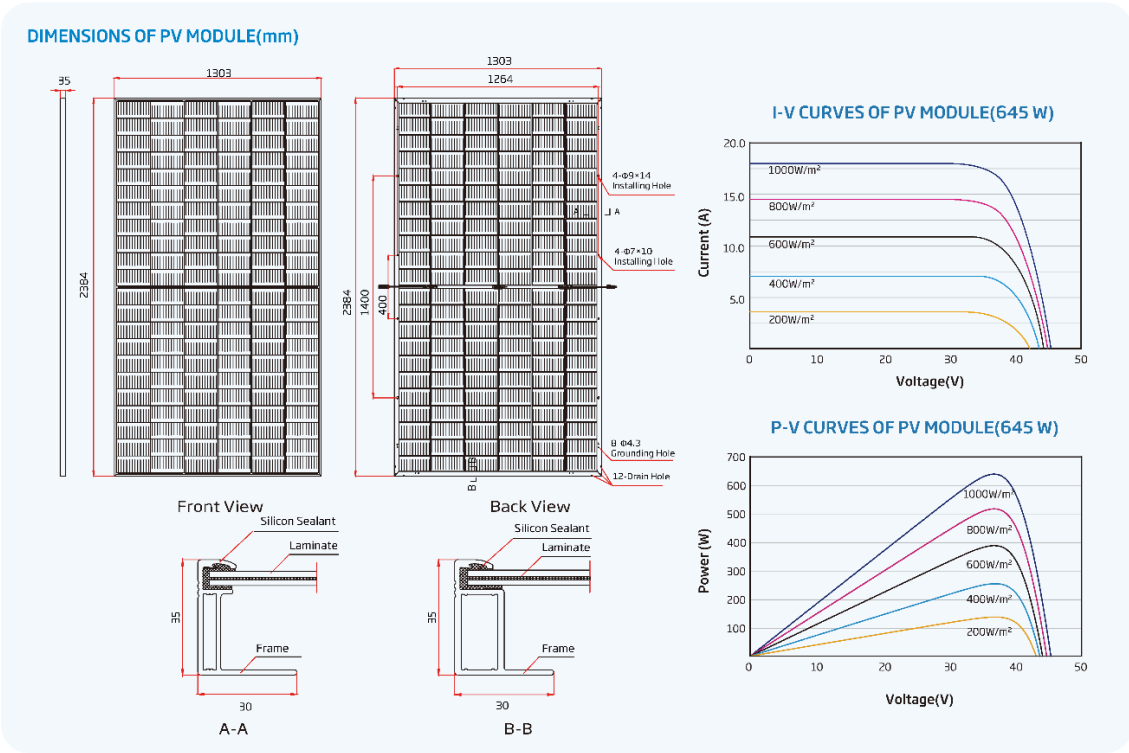 DIMENSIONS OF PV MODULE(mm)
35
1303
2384
Front View
1303
1264
2384
1400
400
4-Φ9×14
Installing Hole
A
A
4-Φ7×10
Installing Hole
8-Φ4.3
Grounding Hole
12-Drain Hole
B
B
Back View
Silicon Sealant
Laminate
Frame
35
30
A-A
Silicon Sealant
Laminate
Frame
35
30
B-B
I-V CURVES OF PV MODULE(645 W)
20.0
15.0
10.0
5.0
Current (A)
1000W/m²
800W/m²
600W/m²
400W/m²
200W/m²
0 10 20 30 40 50
Voltage(V)
P-V CURVES OF PV MODULE(645 W)
700
600
500
400
300
200
100
Power (W)
1000W/m²
800W/m²
600W/m²
400W/m²
200W/m²
0 10 20 30 40 50
Voltage(V)